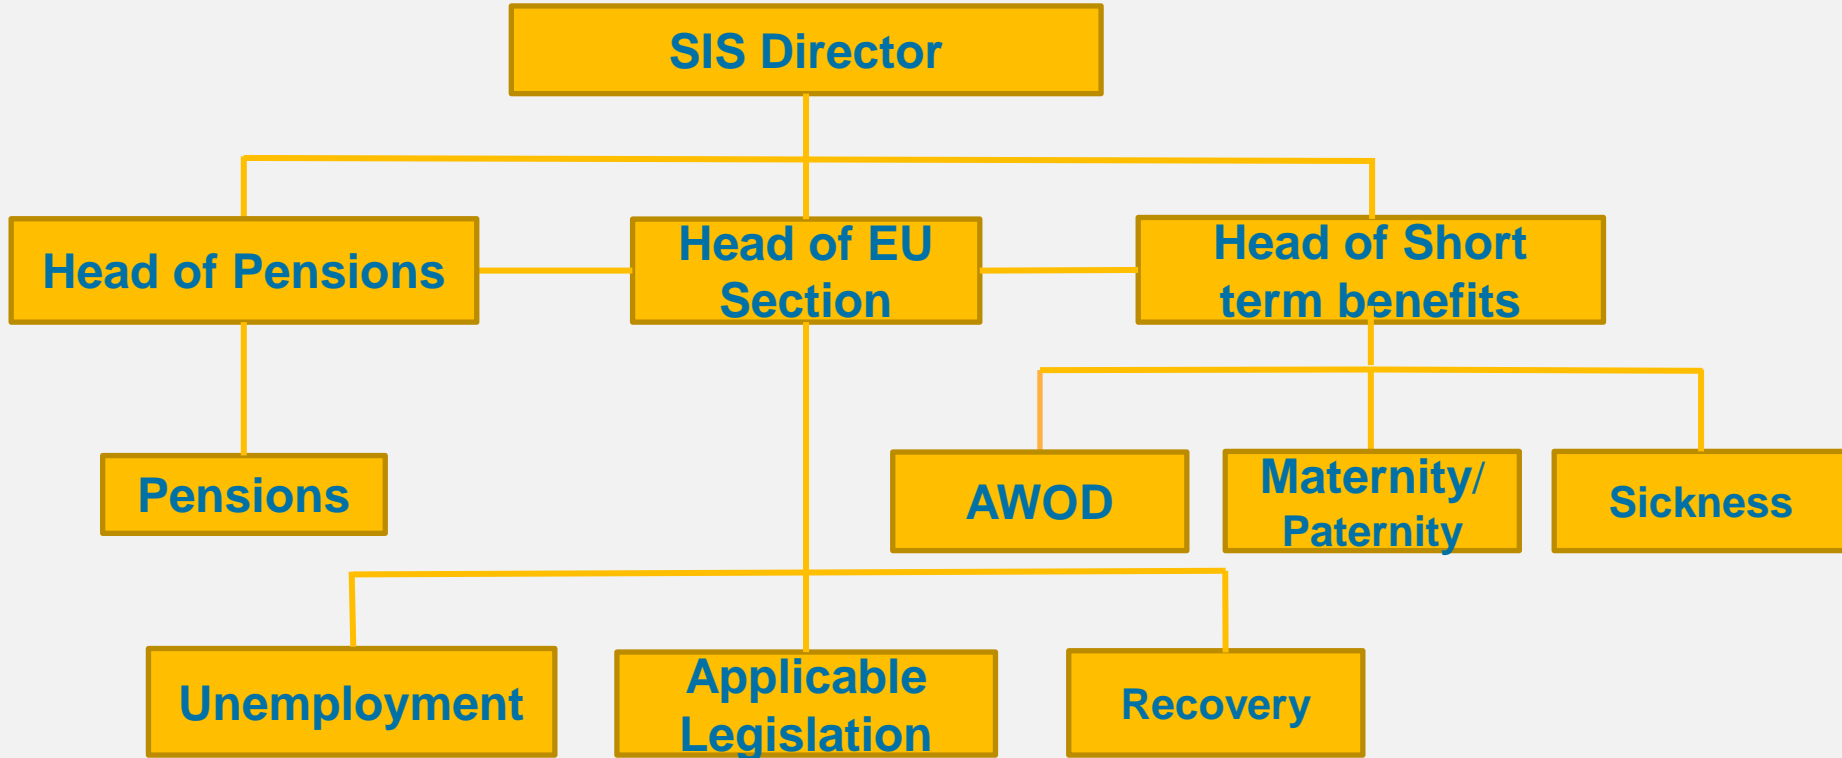 SIS Director
Head of Pensions
Head of EU
Section
Head of Short
term benefits
Pensions
AWOD
Maternity/
Paternity
Sickness
Unemployment
Applicable
Legislation
Recovery